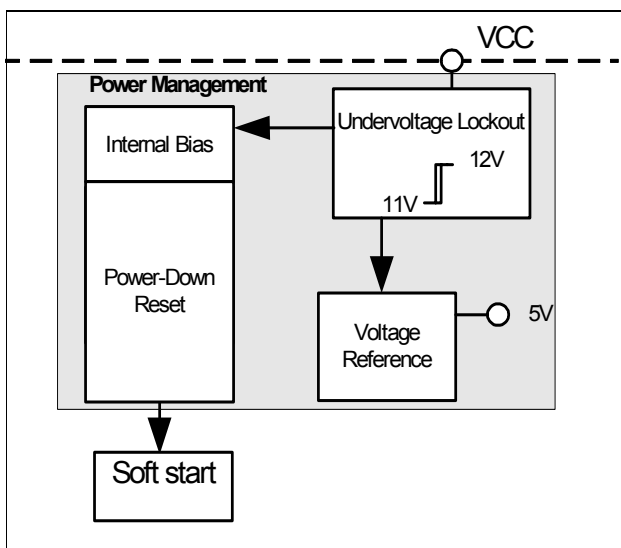 VCC
Power Management
Undervoltage Lockout
12V
11V
Internal Bias
Power-Down
Reset
Voltage
Reference
5V
Soft start